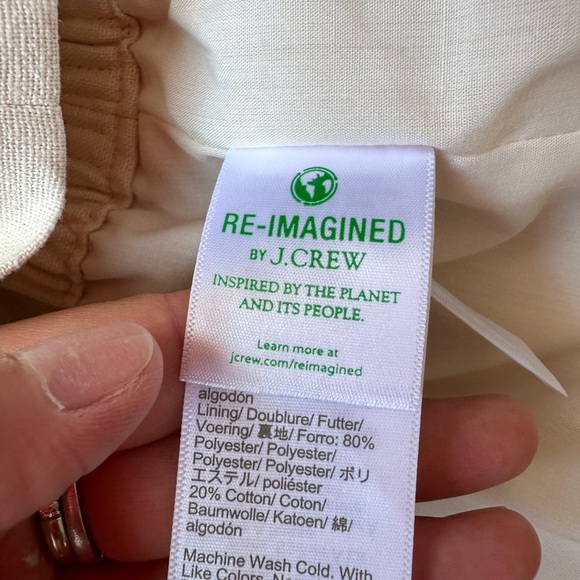 RE-IMAGINED
BY J.CREW
INSPIRED BY THE PLANET
AND ITS PEOPLE.
Learn more at
jcrew.com/reimagined
algodón
Lining/ Doublure/ Futter/
Voering/ 裏地/ Forro: 80%
Polyester/ Polyester/
Polyester/ Polyester/ ポリ
エステル/ poliéster
20% Cotton/ Coton/
Baumwolle/ Katoen/ 綿/
algodón
Machine Wash Cold. With
Like Colors.